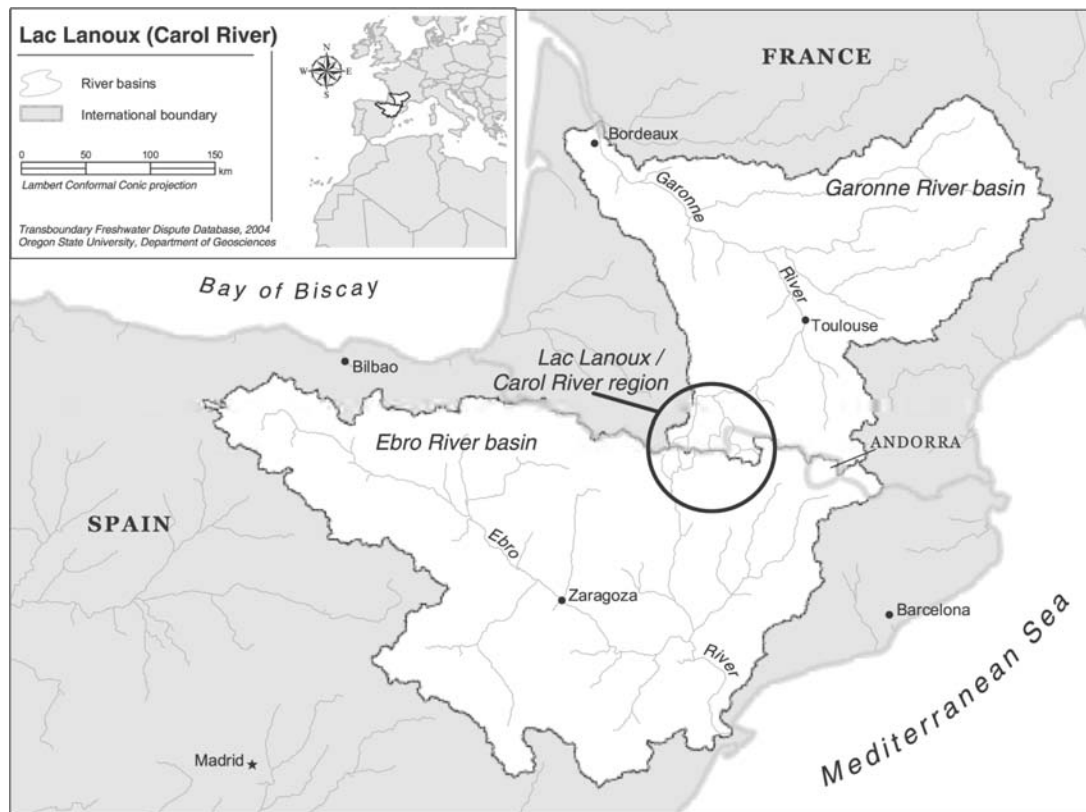 Lac Lanoux (Carol River)
River basins
International boundary
0 50 100 150
km
Lambert Conformal Conic projection
Transboundary Freshwater Dispute Database, 2004
Oregon State University, Department of Geosciences
N
W E
S
FRANCE
Bordeaux
Garonne River basin
Garonne
River
Bay of Biscay
Toulouse
Bilbao
Lac Lanoux /
Carol River region
Ebro River basin
ANDORRA
SPAIN
Ebro
Zaragoza
River
Barcelona
Mediterranean Sea
Madrid